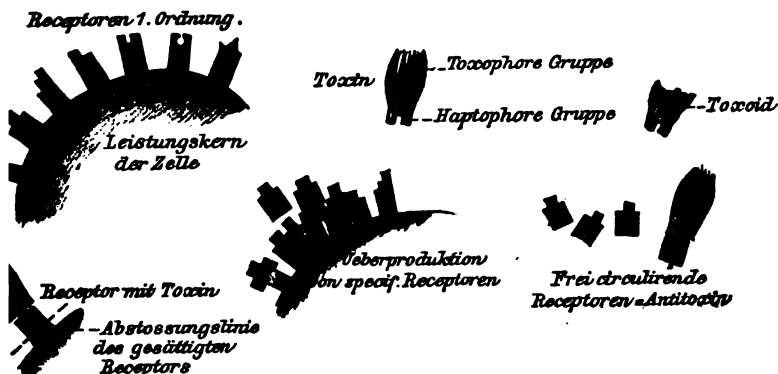 Receptoren 1. Ordnung.
Toxin
Toxophore Gruppe
Haptophore Gruppe
Toxoid
Leistungskern
der Zelle
Ueberproduktion
von specif. Receptoren
Frei circulirende
Receptoren = Antitoxin
Receptor mit Toxin
Abstossungslinie
des gesättigten
Receptors